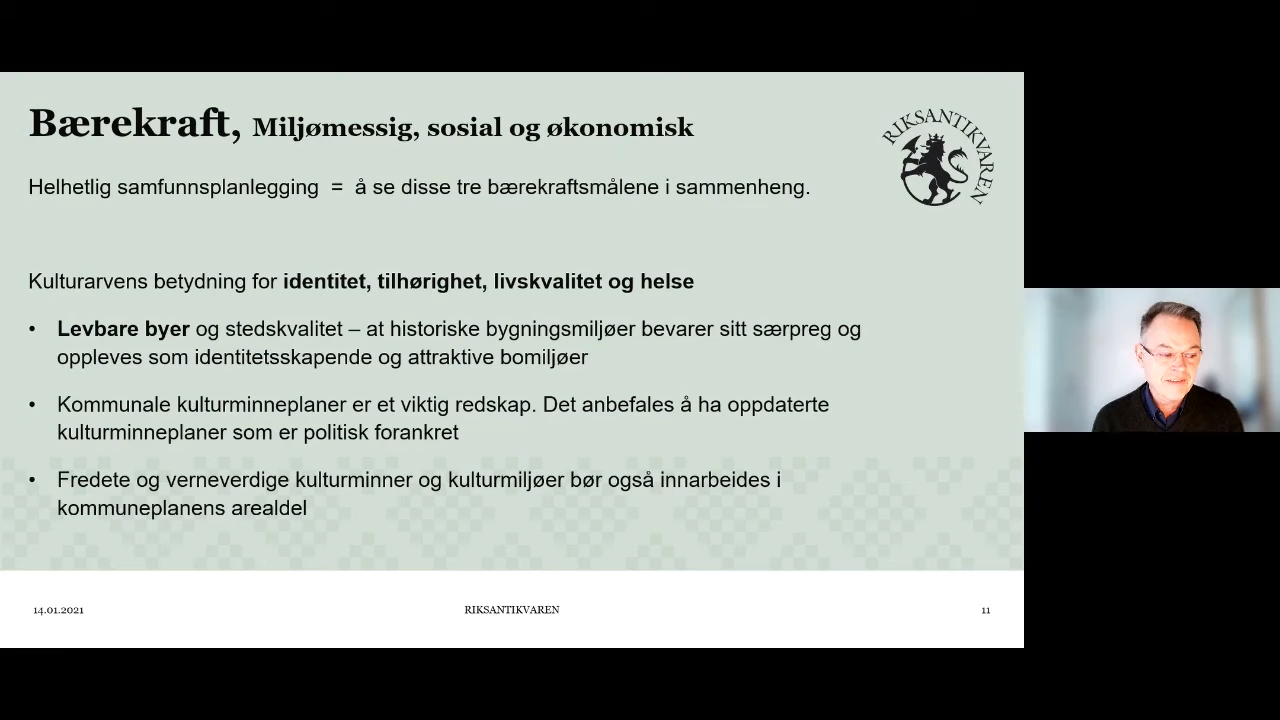 Bærekraft, Miljømessig, sosial og økonomisk
RIKSANTIKVAREN
Helhetlig samfunnsplanlegging = å se disse tre bærekraftsmålene i sammenheng.
Kulturarvens betydning for identitet, tilhørighet, livskvalitet og helse
• Levbare byer og stedskvalitet – at historiske bygningsmiljøer bevarer sitt særpreg og
oppleves som identitetsskapende og attraktive bomiljøer
• Kommunale kulturminneplaner er et viktig redskap. Det anbefales å ha oppdaterte
kulturminneplaner som er politisk forankret
• Fredete og verneverdige kulturminner og kulturmiljøer bør også innarbeides i
kommuneplanens arealdel
14.01.2021
RIKSANTIKVAREN
11